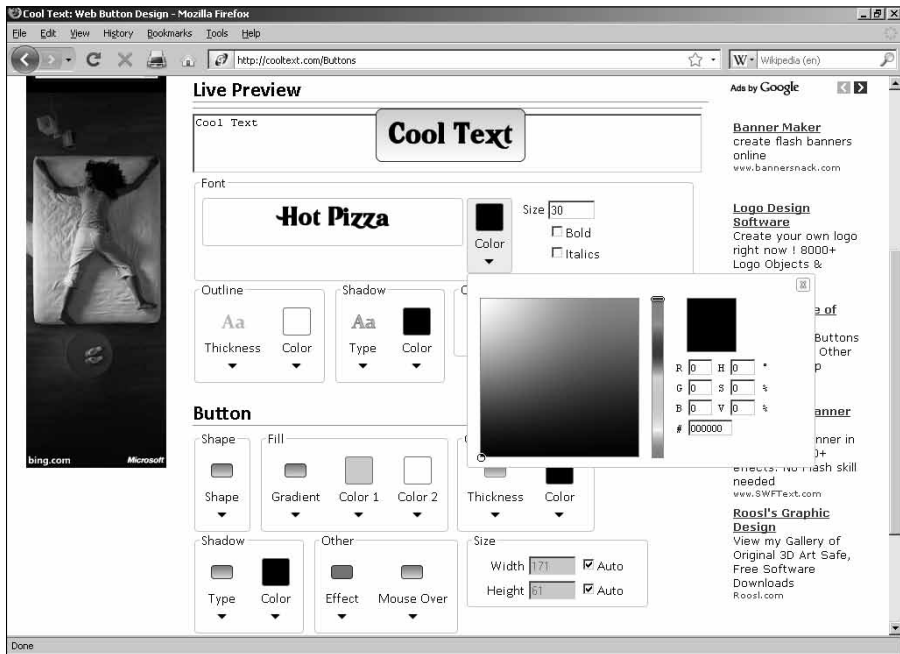 Cool Text: Web Button Design - Mozilla Firefox
File Edit View History Bookmarks Tools Help
http://cooltext.com/Buttons
W Wikipedia (en)
Live Preview
Cool Text
Cool Text
Font
Hot Pizza
Color
Size 30
Bold
Italics
Outline
Aa
Thickness
Color
Shadow
Aa
Type
Color
R 0 H 0 °
G 0 S 0 %
B 0 V 0 %
# 000000
Button
Shape
Shape
Fill
Gradient
Color 1
Color 2
Thickness
Color
Shadow
Type
Color
Other
Effect
Mouse Over
Size
Width 171 Auto
Height 61 Auto
bing.com Microsoft
Ads by Google
Banner Maker
create flash banners
online
www.bannersnack.com
Logo Design
Software
Create your own logo
right now ! 8000+
Logo Objects &
e of
Buttons
Other
p
anner
nner in
0+
effects. No Flash skill
needed
www.SWFText.com
Roosl's Graphic
Design
View my Gallery of
Original 3D Art Safe,
Free Software
Downloads
Roosl.com
Done